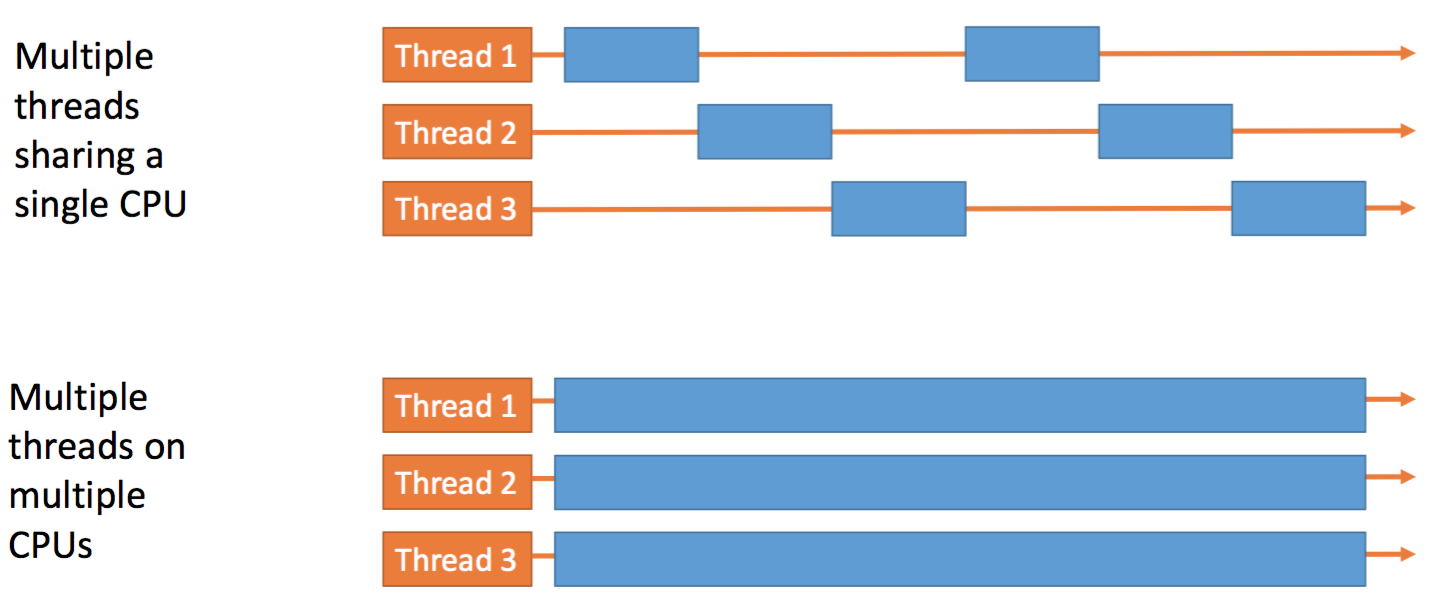 Multiple
threads
sharing a
single CPU
Thread 1
Thread 2
Thread 3
Multiple
threads on
multiple
CPUs
Thread 1
Thread 2
Thread 3